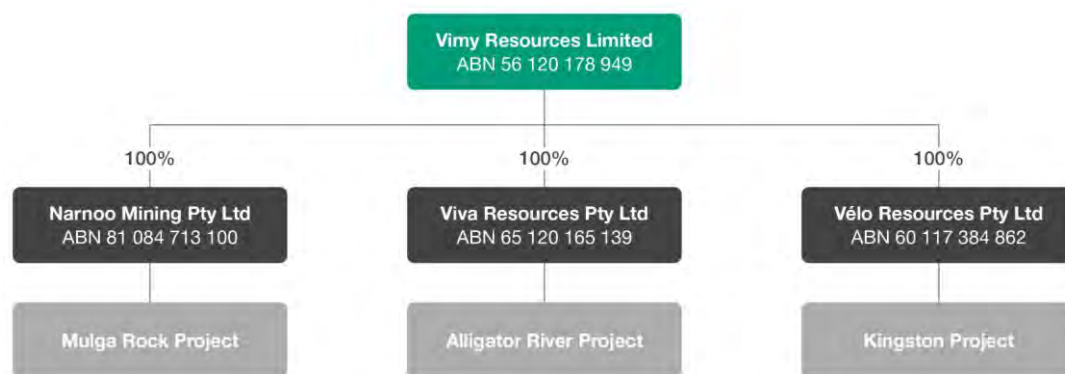 Vimy Resources Limited
ABN 56 120 178 949
100%
100%
100%
Narnoo Mining Pty Ltd
ABN 81 084 713 100
Viva Resources Pty Ltd
ABN 65 120 165 139
Vélo Resources Pty Ltd
ABN 60 117 384 862
Mulga Rock Project
Alligator River Project
Kingston Project